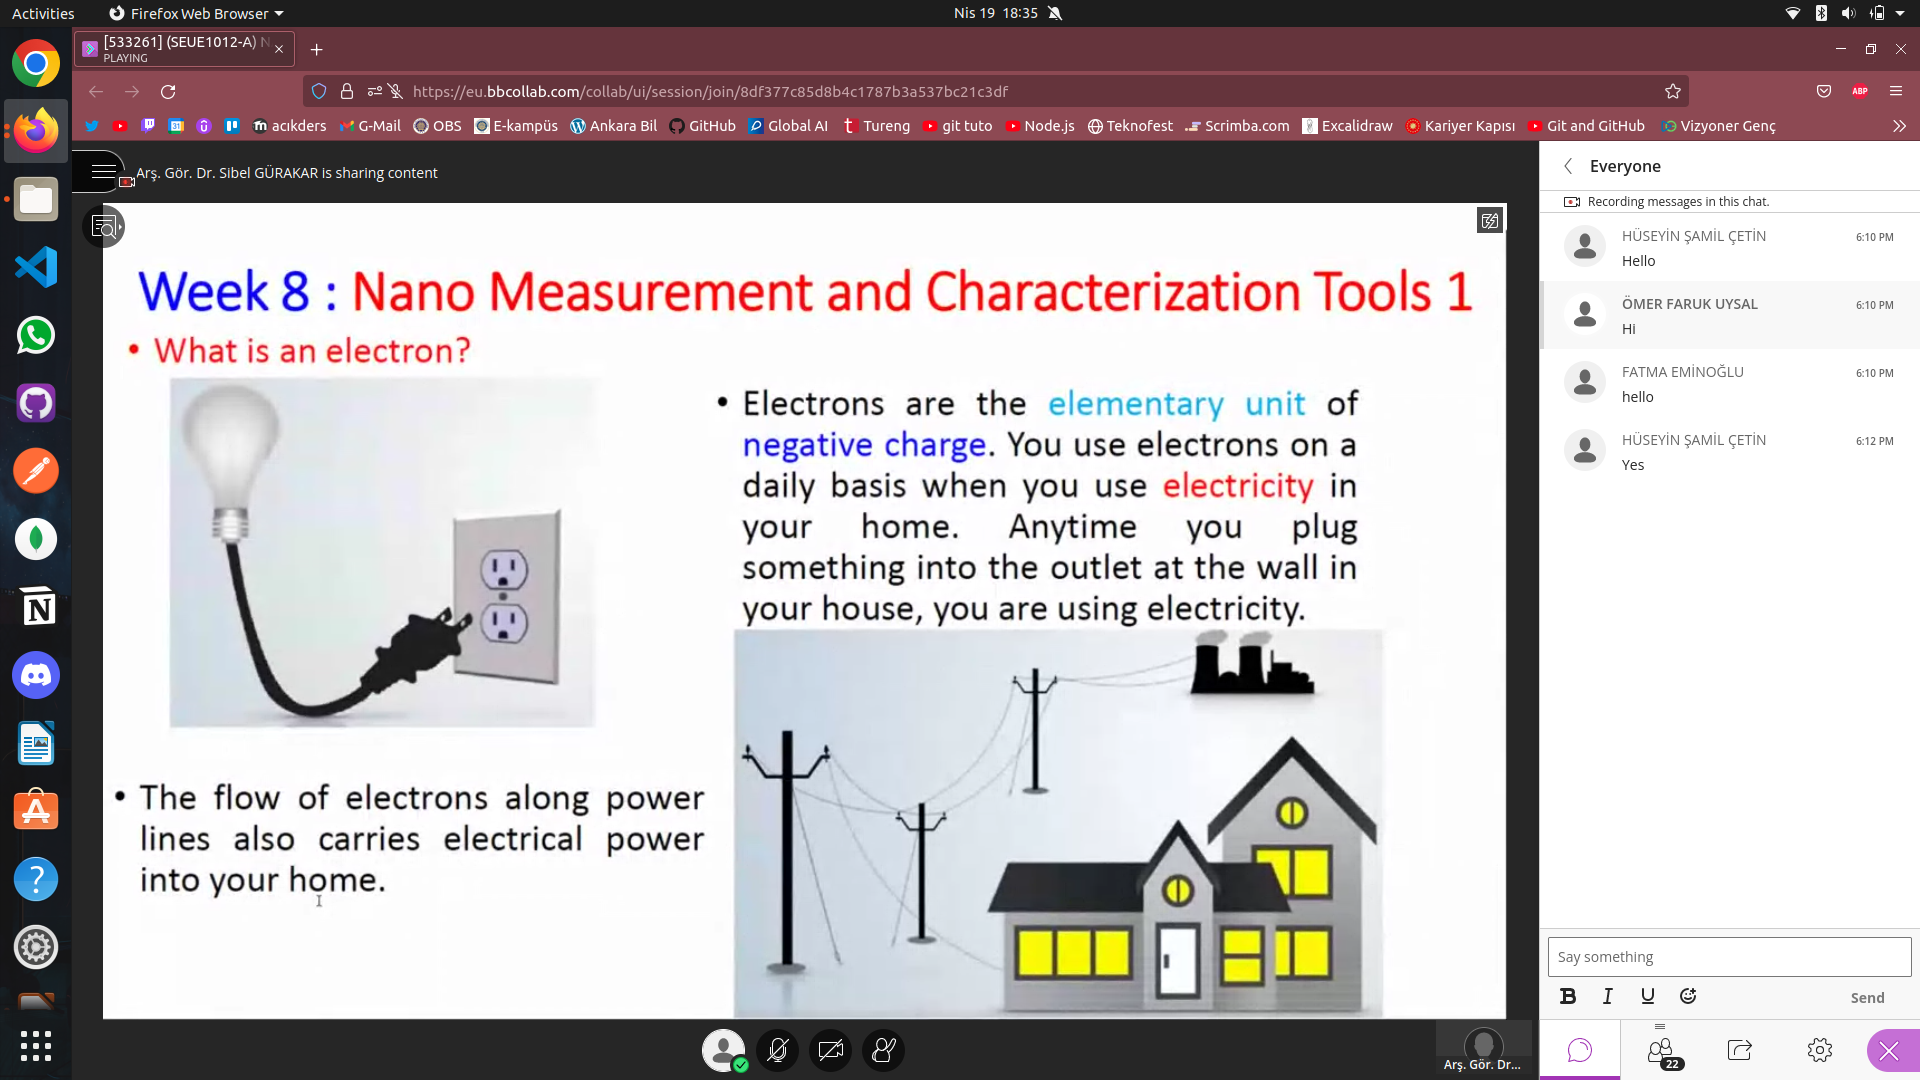 Activities
Firefox Web Browser
Nis 19 18:35
[533261] (SEUE1012-A) N
PLAYING
https://eu.bbcollab.com/collab/ui/session/join/8df377c85d8b4c1787b3a537bc21c3df
ABP
31
acıkders
G-Mail
OBS
E-kampüs
Ankara Bil
GitHub
Global AI
Tureng
git tuto
Node.js
Teknofest
Scrimba.com
Excalidraw
Kariyer Kapısı
Git and GitHub
Vizyoner Genç
Arş. Gör. Dr. Sibel GÜRAKAR is sharing content
Week 8 : Nano Measurement and Characterization Tools 1
• What is an electron?
• Electrons are the elementary unit of
negative charge. You use electrons on a
daily basis when you use electricity in
your home. Anytime you plug
something into the outlet at the wall in
your house, you are using electricity.
• The flow of electrons along power
lines also carries electrical power
into your home.
Arş. Gör. Dr...
Everyone
Recording messages in this chat.
HÜSEYİN ŞAMİL ÇETİN 6:10 PM
Hello
ÖMER FARUK UYSAL 6:10 PM
Hi
FATMA EMİNOĞLU 6:10 PM
hello
HÜSEYİN ŞAMİL ÇETİN 6:12 PM
Yes
Say something
B I U Send
22